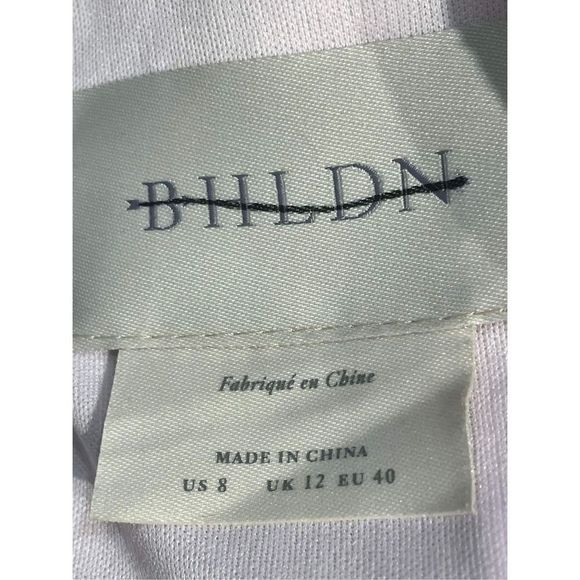 BHLDN
Fabriqué en Chine
MADE IN CHINA
US 8 UK 12 EU 40